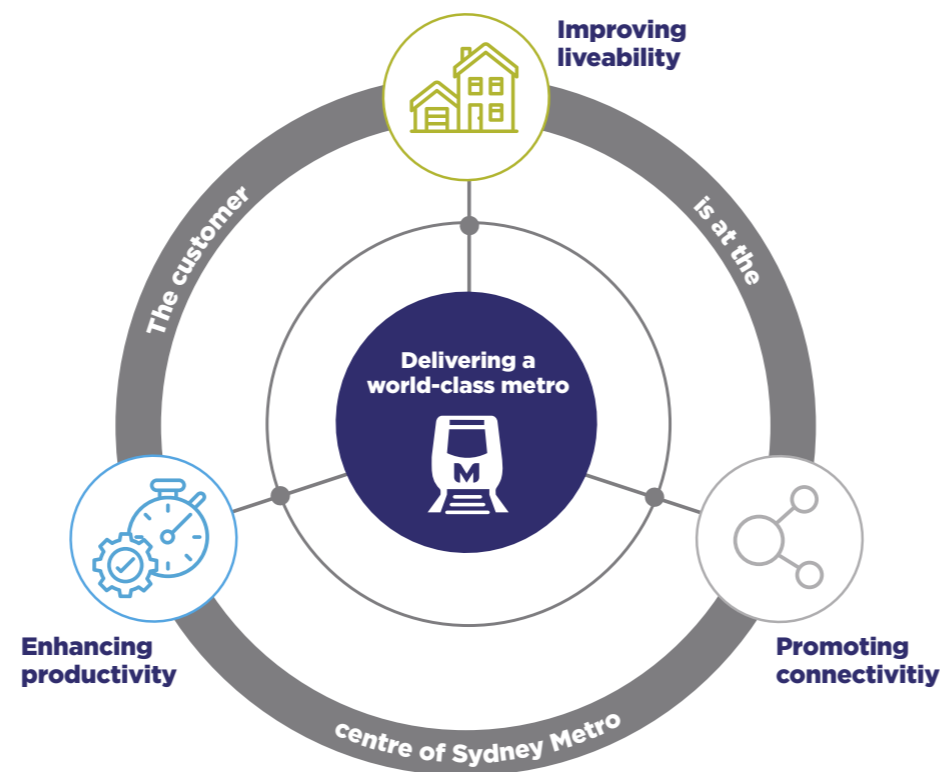 Improving
liveability
The customer
is at the
Delivering a
world-class metro
M
Enhancing
productivity
Promoting
connectivitiy
centre of Sydney Metro